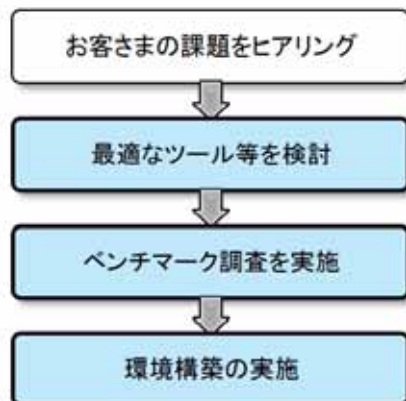 お客さまの課題をヒアリング
最適なツール等を検討
ベンチマーク調査を実施
環境構築の実施